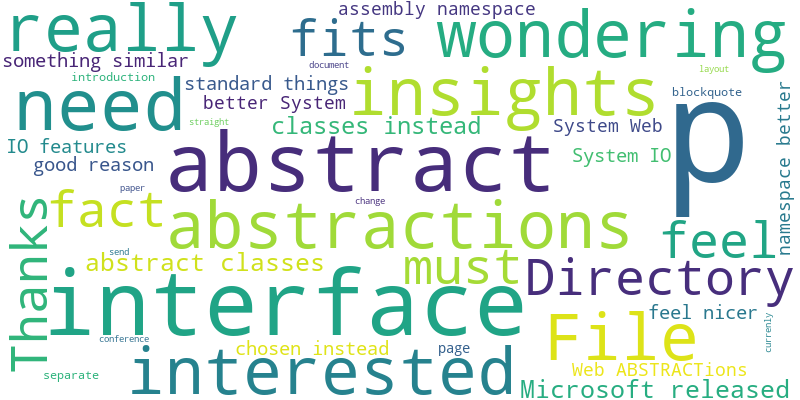 really
assembly namespace
fits
wondering
something similar
document
layout
introduction
need
standard things
insights
blockquote
p
better System
straight
classes instead
System Web
IO features
good reason
abstract
System IO
namespace better
paper
change
Thanks
fact
abstractions
feel
send
abstract classes
must
Directory
interface
feel nicer
File
currenly
conference
chosen instead
page
interested
Web ABSTRACTions
separate
Microsoft released